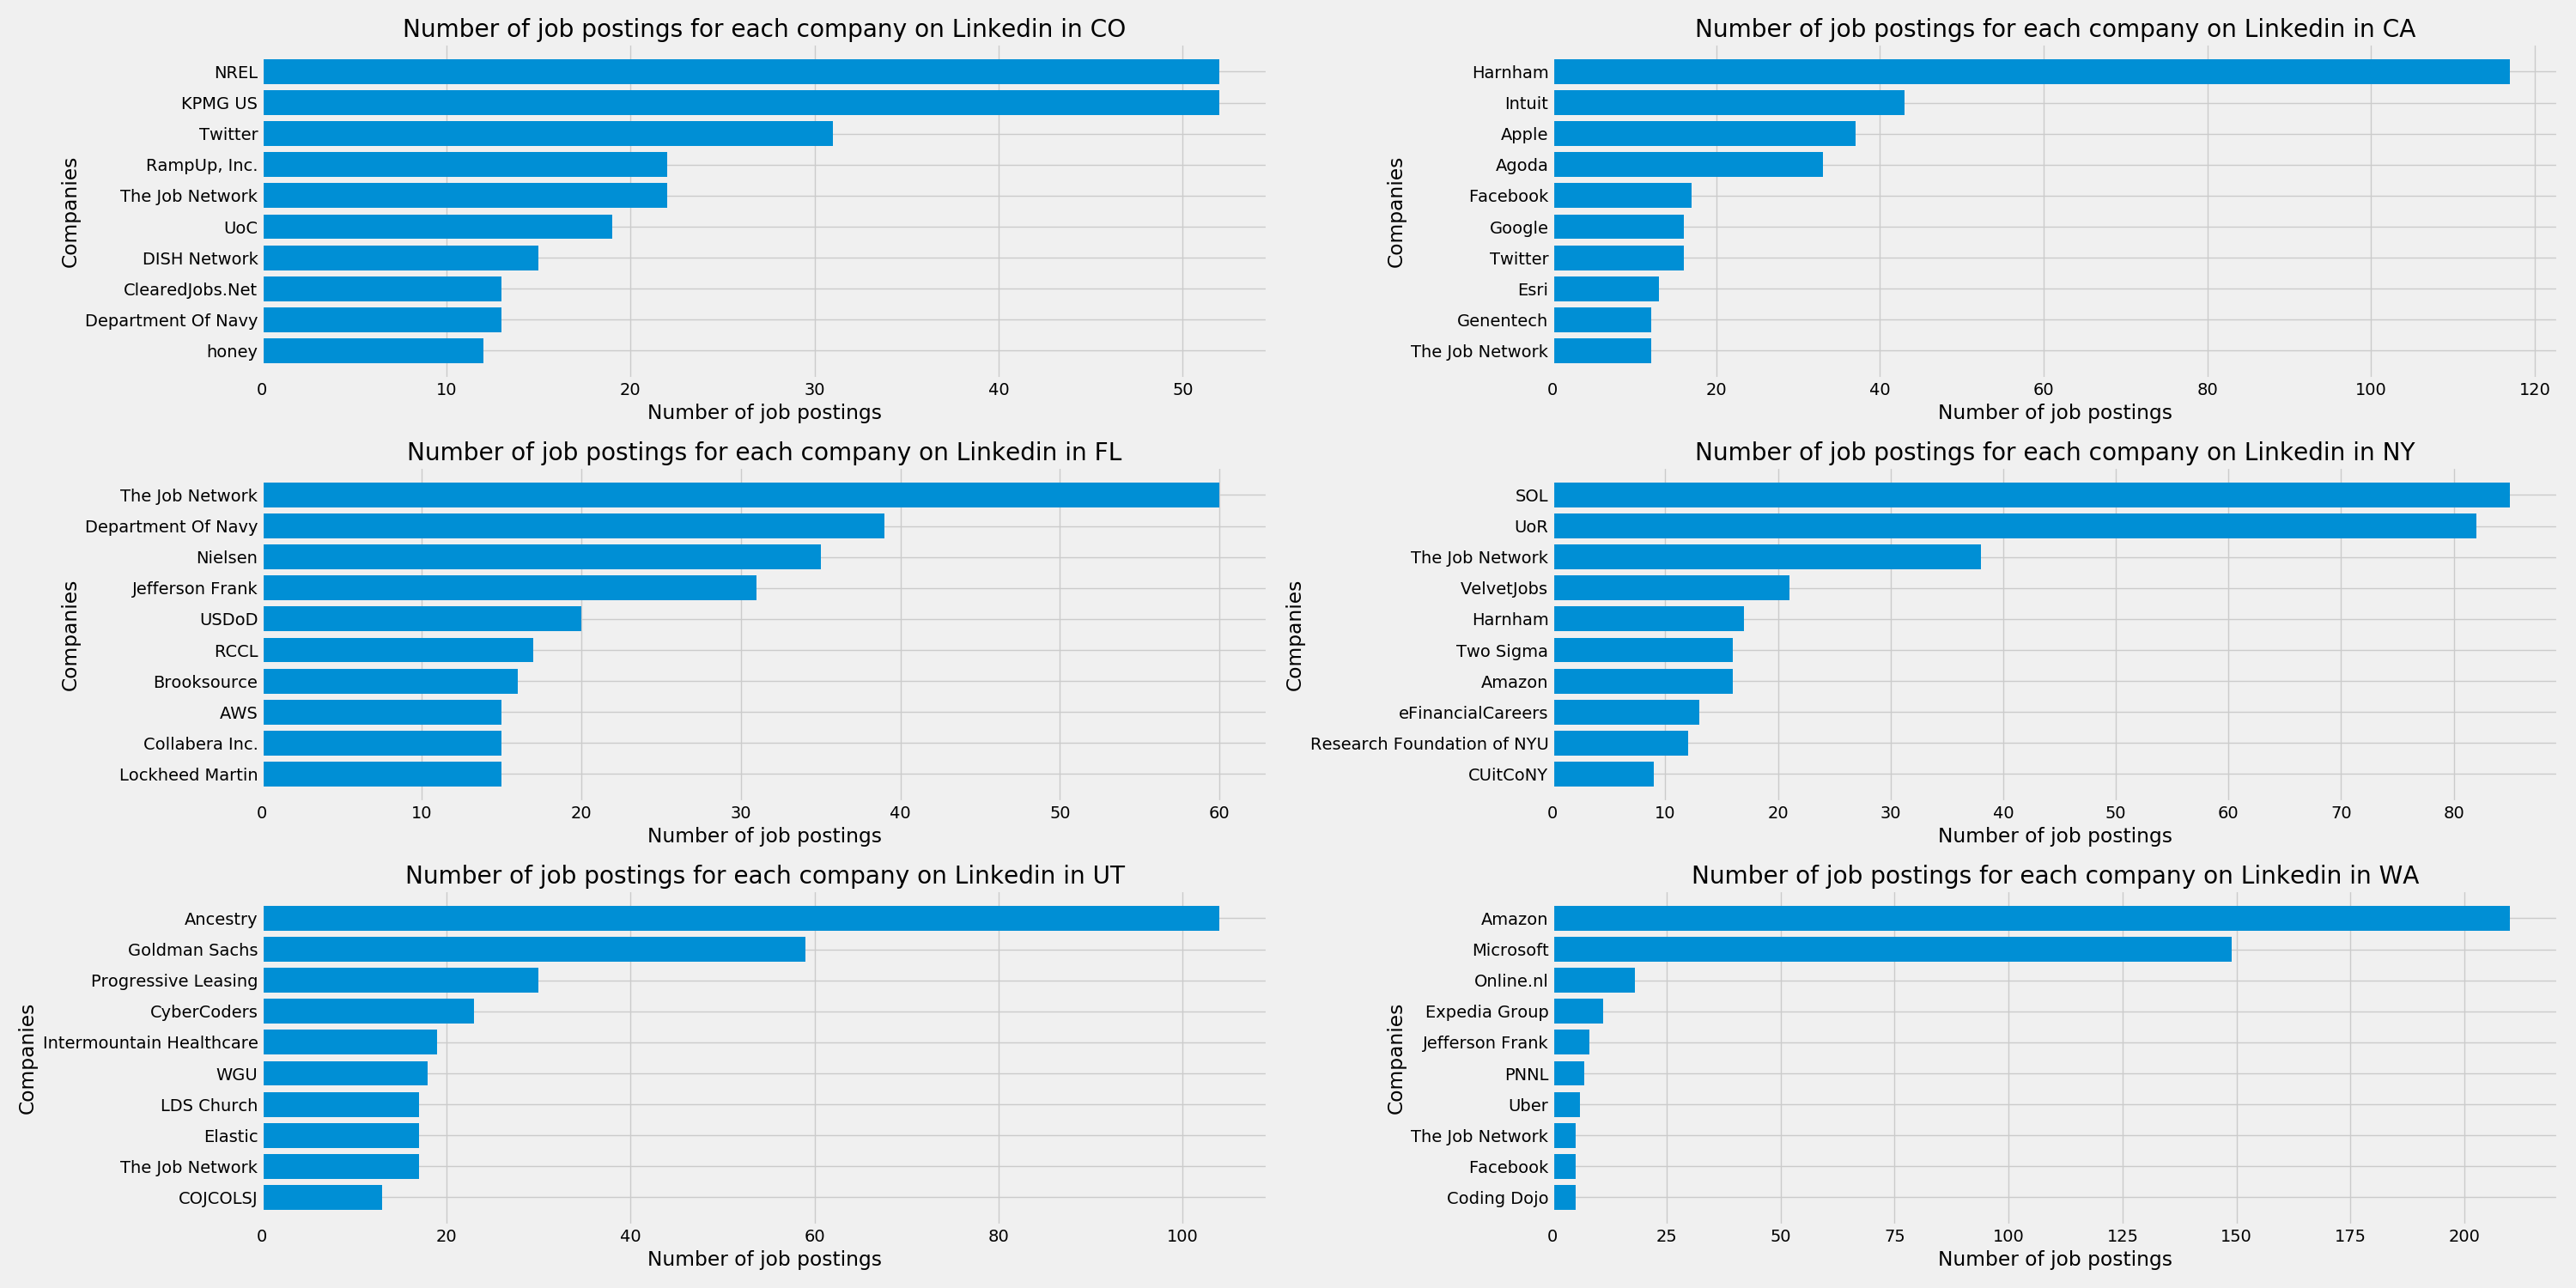 Number of job postings for each company on Linkedin in CO
Companies
NREL
KPMG US
Twitter
RampUp, Inc.
The Job Network
UoC
DISH Network
ClearedJobs.Net
Department Of Navy
honey
0 10 20 30 40 50
Number of job postings
Number of job postings for each company on Linkedin in CA
Companies
Harnham
Intuit
Apple
Agoda
Facebook
Google
Twitter
Esri
Genentech
The Job Network
0 20 40 60 80 100 120
Number of job postings
Number of job postings for each company on Linkedin in FL
Companies
The Job Network
Department Of Navy
Nielsen
Jefferson Frank
USDoD
RCCL
Brooksource
AWS
Collabera Inc.
Lockheed Martin
0 10 20 30 40 50 60
Number of job postings
Number of job postings for each company on Linkedin in NY
Companies
SOL
UoR
The Job Network
VelvetJobs
Harnham
Two Sigma
Amazon
eFinancialCareers
Research Foundation of NYU
CUitCoNY
0 10 20 30 40 50 60 70 80
Number of job postings
Number of job postings for each company on Linkedin in UT
Companies
Ancestry
Goldman Sachs
Progressive Leasing
CyberCoders
Intermountain Healthcare
WGU
LDS Church
Elastic
The Job Network
COJCOLSJ
0 20 40 60 80 100
Number of job postings
Number of job postings for each company on Linkedin in WA
Companies
Amazon
Microsoft
Online.nl
Expedia Group
Jefferson Frank
PNNL
Uber
The Job Network
Facebook
Coding Dojo
0 25 50 75 100 125 150 175 200
Number of job postings